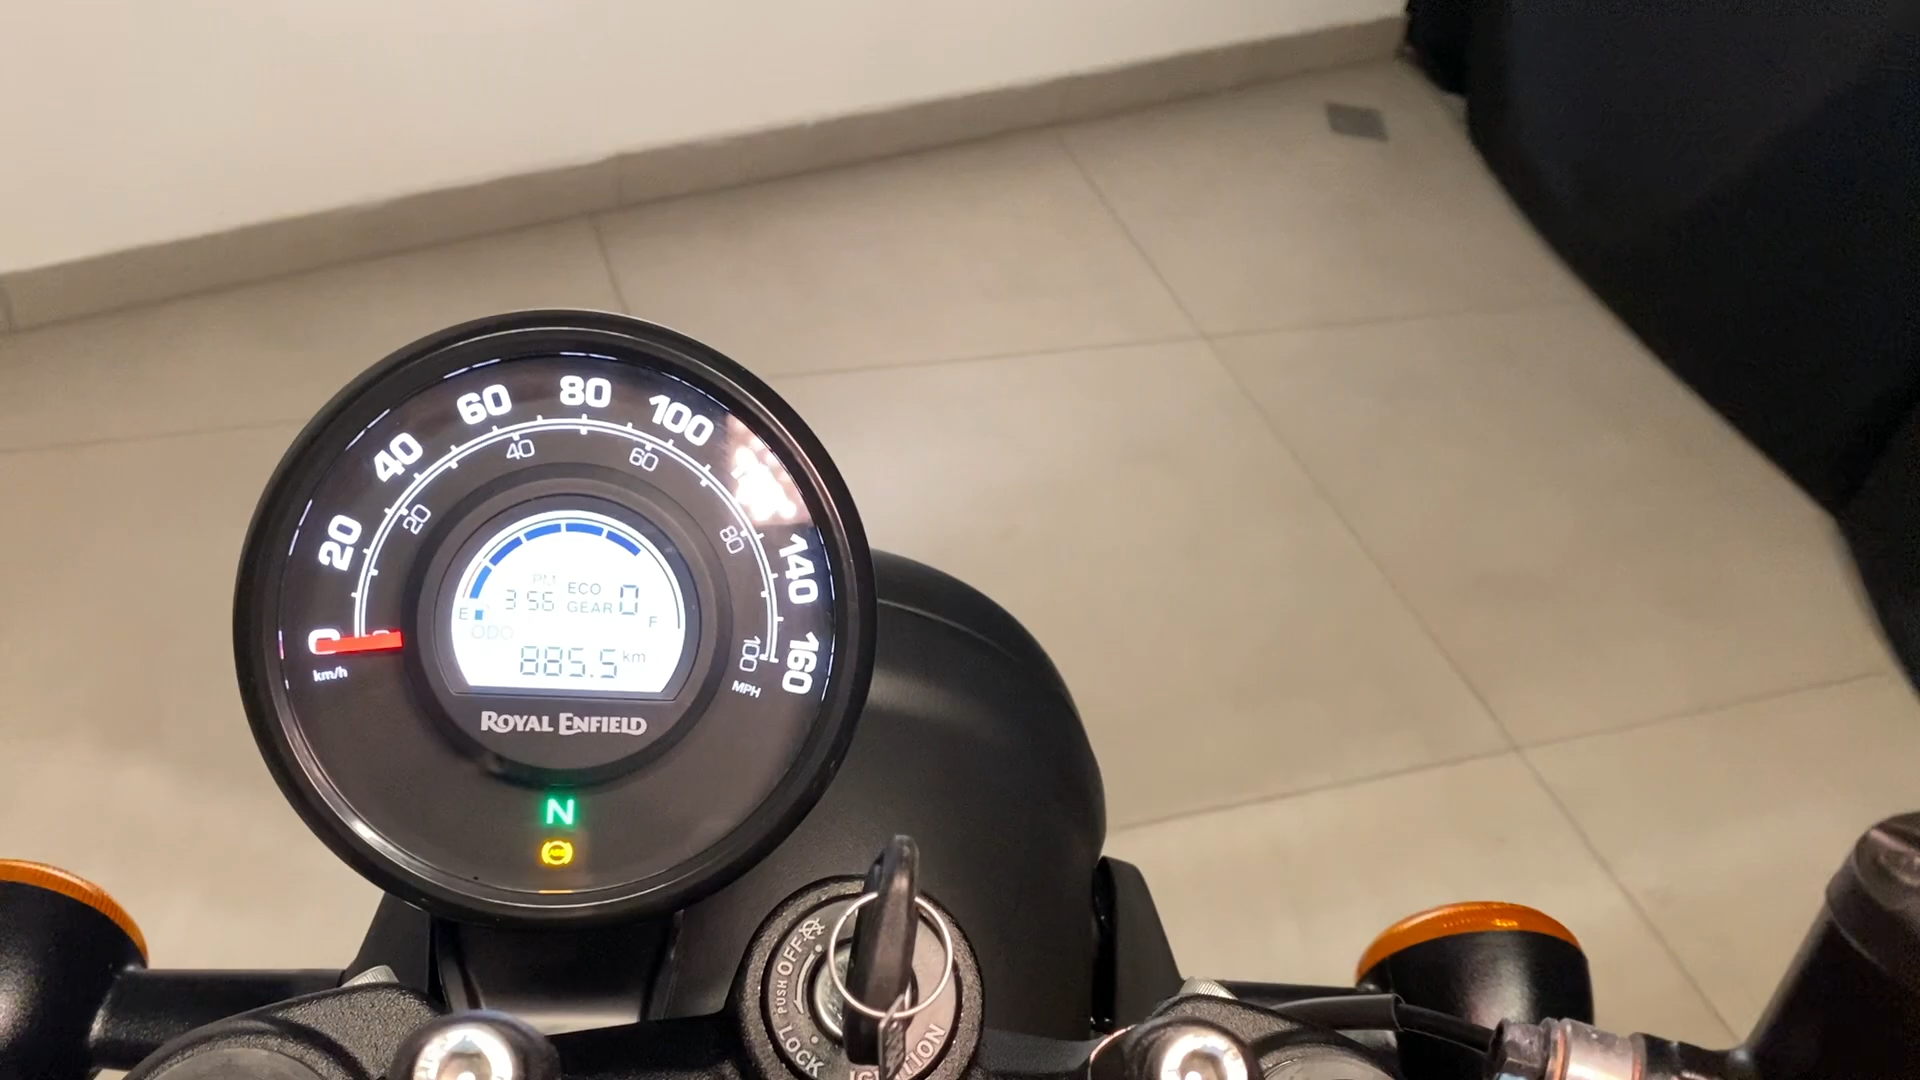 0 20 40 60 80 100 140 160
km/h
20 40 60 80 100
MPH
PM
3 56
ECO
GEAR 0
E F
ODO
885.5 km
ROYAL ENFIELD
N
ABS
OFF
PUSH
LOCK